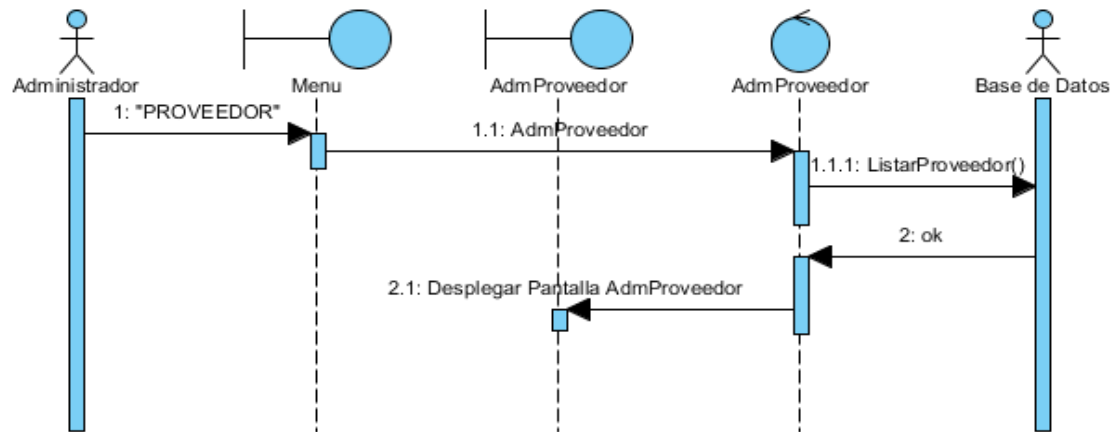 Administrador
Menu
AdmProveedor
AdmProveedor
Base de Datos
1: "PROVEEDOR"
1.1: AdmProveedor
1.1.1: ListarProveedor()
2: ok
2.1: Desplegar Pantalla AdmProveedor